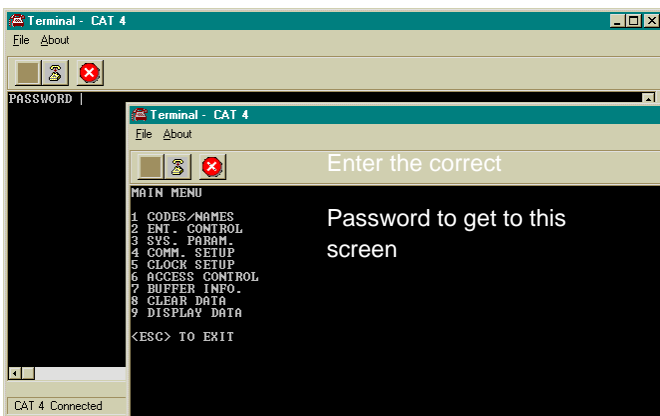 Terminal - CAT 4
File About
PASSWORD
Terminal - CAT 4
File About
Enter the correct
Password to get to this
screen
MAIN MENU
1 CODES/NAMES
2 ENT. CONTROL
3 SYS. PARAM.
4 COMM. SETUP
5 CLOCK SETUP
6 ACCESS CONTROL
7 BUFFER INFO.
8 CLEAR DATA
9 DISPLAY DATA
<ESC> TO EXIT
CAT 4 Connected